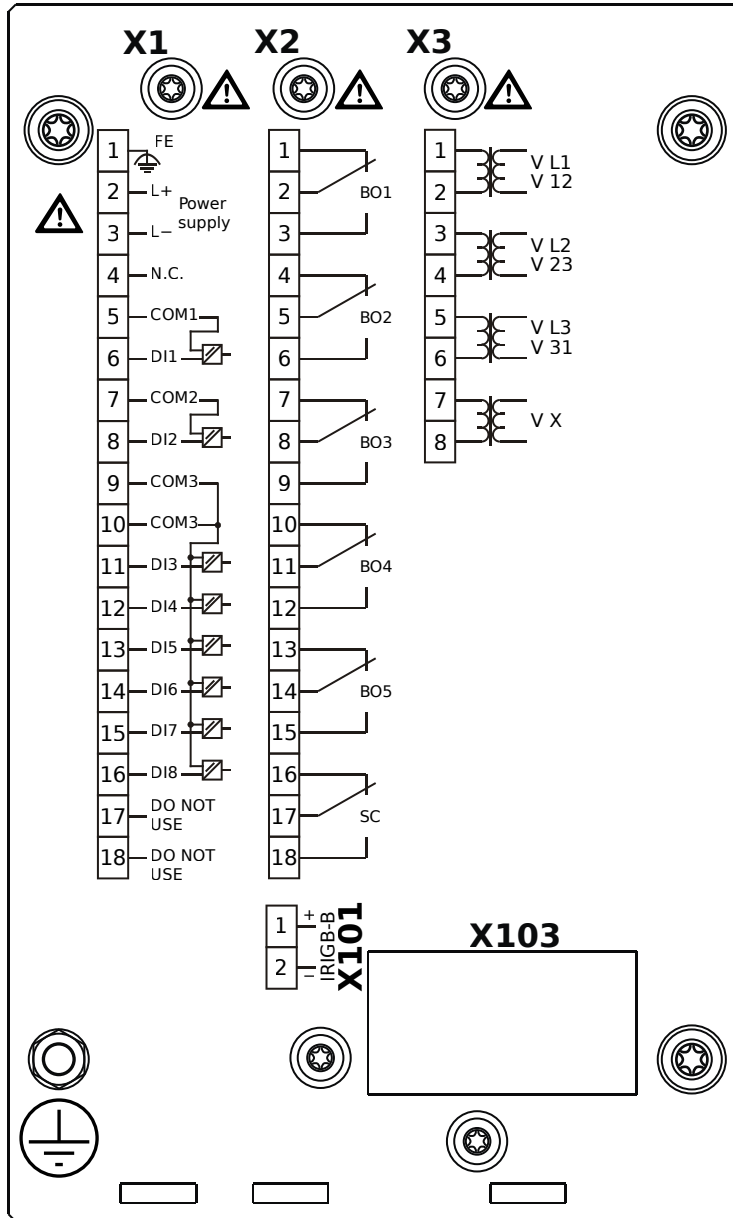 X1 X2 X3
1 FE
2 L+
Power
supply
3 L−
4 N.C.
5 COM1
6 DI1
7 COM2
8 DI2
9 COM3
10 COM3
11 DI3
12 DI4
13 DI5
14 DI6
15 DI7
16 DI8
17 DO NOT
USE
18 DO NOT
USE
1
2 BO1
3
4
5 BO2
6
7
8 BO3
9
10
11 BO4
12
13
14 BO5
15
16
17 SC
18
1 V L1
2 V 12
3 V L2
4 V 23
5 V L3
6 V 31
7 V X
8
1 +
2 −
IRIGB-B
X101
X103